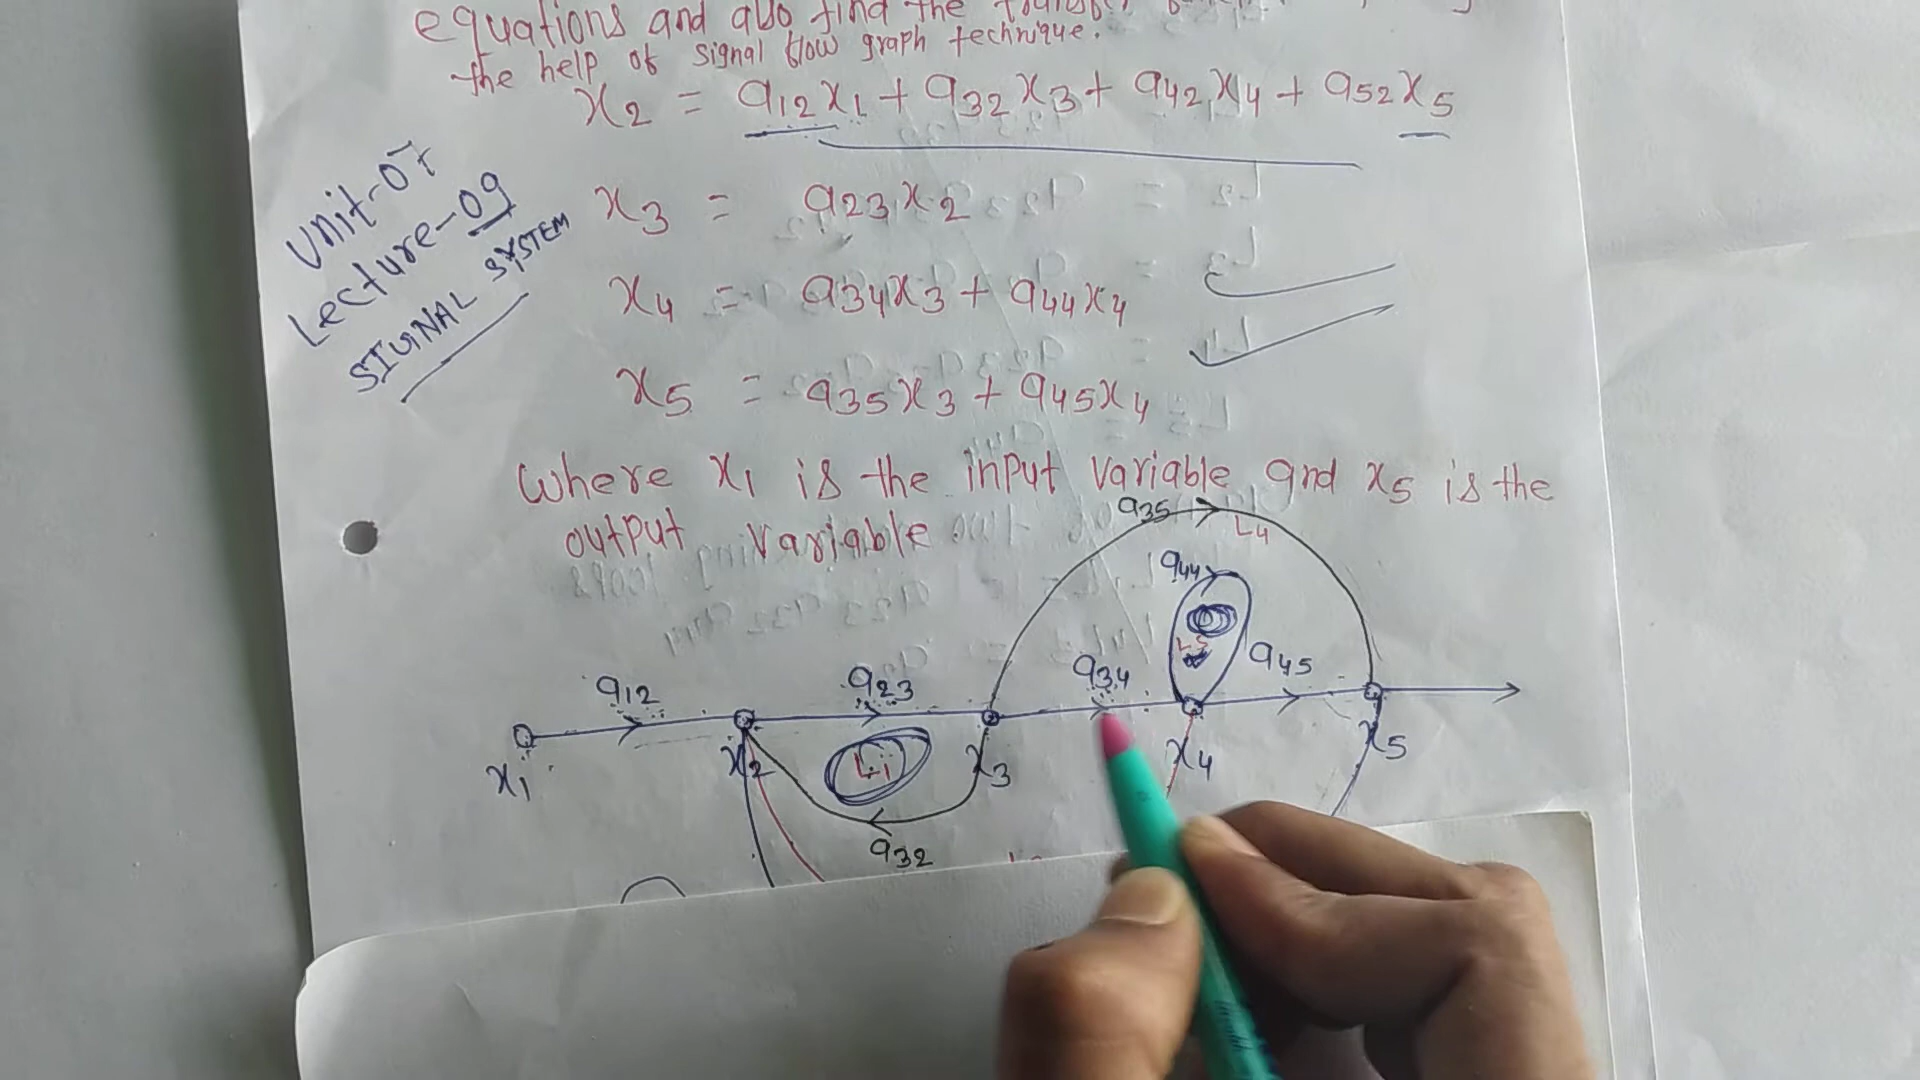 equations and also find the
the help of signal flow graph technique.
x2 = a12x1 + a32x3 + a42x4 + a52x5
x3 = a23x2
x4 = a34x3 + a44x4
x5 = a35x3 + a45x4
Where x1 is the input variable and x5 is the
output variable.
Unit-07
Lecture-09
SIGNAL SYSTEM
a35
L4
a44
L5
a12
a23
a34
a45
x1
x2
L1
x3
x4
x5
a32